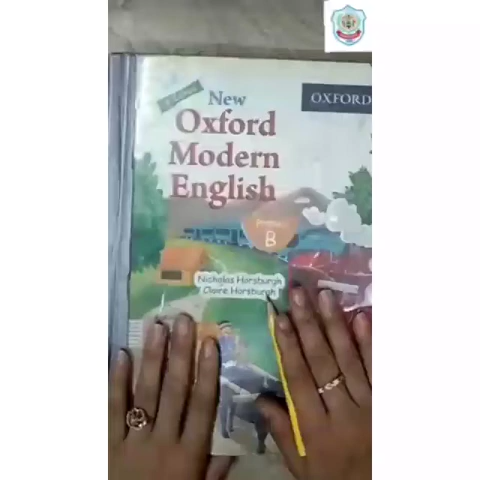 New
Oxford
Modern
English
OXFORD
B
Nicholas Horsburgh
Claire Horsburgh